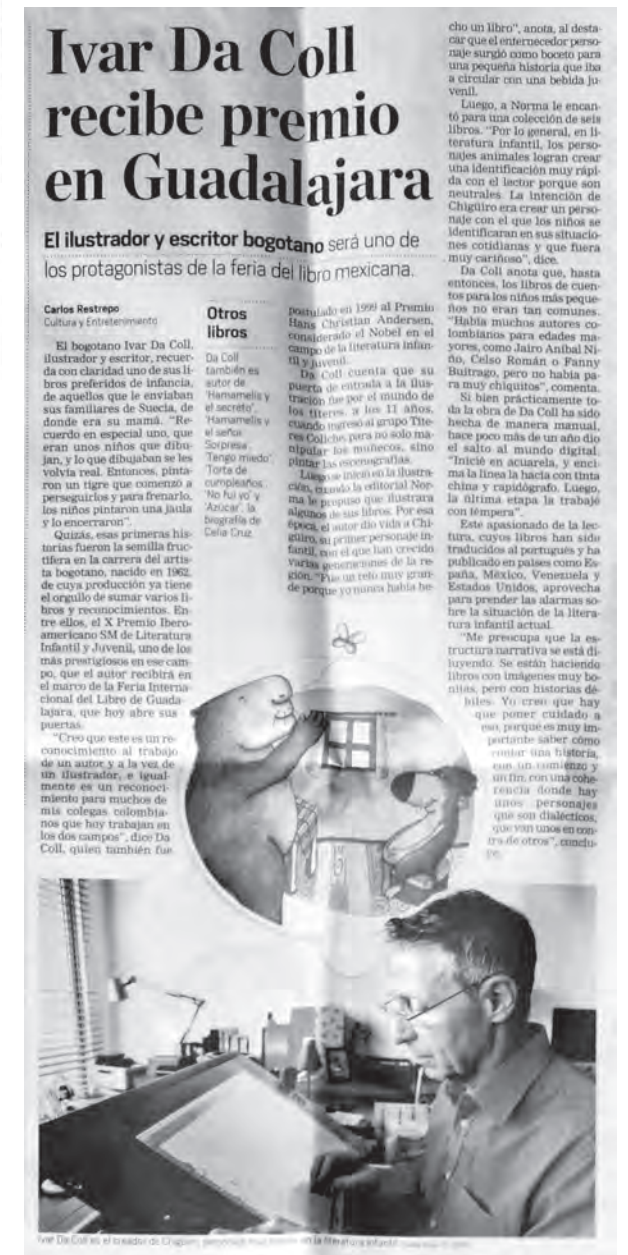 Ivar Da Coll
recibe premio
en Guadalajara
El ilustrador y escritor bogotano será uno de
los protagonistas de la feria del libro mexicana.
Carlos Restrepo
Cultura y Entretenimiento
El bogotano Ivar Da Coll,
ilustrador y escritor, recuer-
da con claridad uno de sus li-
bros preferidos de infancia,
de aquellos que le enviaban
sus familiares de Suecia, de
donde era su mamá. “Re-
cuerdo en especial uno, que
eran unos niños que dibu-
jan, y lo que dibujaban se les
volvía real. Entonces, pinta-
ron un tigre que comenzó a
perseguirlos y para frenarlo,
los niños pintaron una jaula
y lo encerraron”.
Quizás, esas primeras his-
torias fueron la semilla fruc-
tífera en la carrera del artis-
ta bogotano, nacido en 1962,
de cuya producción ya tiene
el orgullo de sumar varios li-
bros y reconocimientos. En-
tre ellos, el X Premio Ibero-
americano SM de Literatura
Infantil y Juvenil, uno de los
más prestigiosos en ese cam-
po, que el autor recibirá en
el marco de la Feria Interna-
cional del Libro de Guada-
lajara, que hoy abre sus
puertas.
“Creo que este es un re-
conocimiento al trabajo
de un autor y a la vez de
un ilustrador, e igual-
mente es un reconoci-
miento para muchos de
mis colegas colombia-
nos que hoy trabajan en
los dos campos”, dice Da
Coll, quien también fue
Otros
libros
Da Coll
también es
autor de
'Hamamelis y
el secreto',
'Hamamelis y
el señor
Sorpresa',
'Tengo miedo',
'Torta de
cumpleaños',
'No fui yo' y
'Azúcar', la
biografía de
Celia Cruz.
postulado en 1999 al Premio
Hans Christian Andersen,
considerado el Nobel en el
campo de la literatura infan-
til y juvenil.
Da Coll cuenta que su
puerta de entrada a la ilus-
tración fue por el mundo de
los títeres, a los 11 años,
cuando ingresó al grupo Tite-
res Coliche, para no solo ma-
nipular los muñecos, sino
pintar las escenografías.
Luego se inició en la ilustra-
ción, cuando la editorial Nor-
ma le propuso que ilustrara
algunos de sus libros. Por esa
época, el autor dio vida a Chi-
güiro, su primer personaje in-
fantil, con el que han crecido
varias generaciones de la re-
gión. “Fue un reto muy gran-
de porque yo nunca había he-
cho un libro”, anota, al desta-
car que el enternecedor perso-
naje surgió como boceto para
una pequeña historia que iba
a circular con una bebida ju-
venil.
Luego, a Norma le encan-
tó para una colección de seis
libros. “Por lo general, en li-
teratura infantil, los perso-
najes animales logran crear
una identificación muy rápi-
da con el lector porque son
neutrales. La intención de
Chigüiro era crear un perso-
naje con el que los niños se
identificaran en sus situacio-
nes cotidianas y que fuera
muy cariñoso”, dice.
Da Coll anota que, hasta
entonces, los libros de cuen-
tos para los niños más peque-
ños no eran tan comunes.
“Había muchos autores co-
lombianos para edades ma-
yores, como Jairo Aníbal Ni-
ño, Celso Román o Fanny
Buitrago, pero no había pa-
ra muy chiquitos”, comenta.
Si bien prácticamente to-
da la obra de Da Coll ha sido
hecha de manera manual,
hace poco más de un año dio
el salto al mundo digital.
“Inicié en acuarela, y enci-
ma la línea la hacía con tinta
china y rapidógrafo. Luego,
la última etapa la trabajé
con témpera”.
Este apasionado de la lec-
tura, cuyos libros han sido
traducidos al portugués y ha
publicado en países como Es-
paña, México, Venezuela y
Estados Unidos, aprovecha
para prender las alarmas so-
bre la situación de la litera-
tura infantil actual.
“Me preocupa que la es-
tructura narrativa se está di-
luyendo. Se están haciendo
libros con imágenes muy bo-
nitas, pero con historias dé-
biles. Yo creo que hay
que poner cuidado a
eso, porque es muy im-
portante saber cómo
contar una historia,
con un comienzo y
un fin, con una cohe-
rencia donde hay
unos personajes
que son dialécticos,
que van unos en con-
tra de otros”, conclu-
ye.
Ivar Da Coll es el creador de Chigüiro, personaje muy en la literatura infantil.